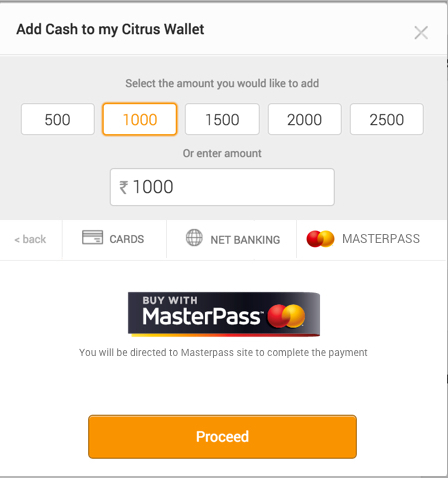 Add Cash to my Citrus Wallet
Select the amount you would like to add
500 1000 1500 2000 2500
Or enter amount
₹ 1000
< back CARDS NET BANKING MASTERPASS
BUY WITH
MasterPass™
You will be directed to Masterpass site to complete the payment
Proceed